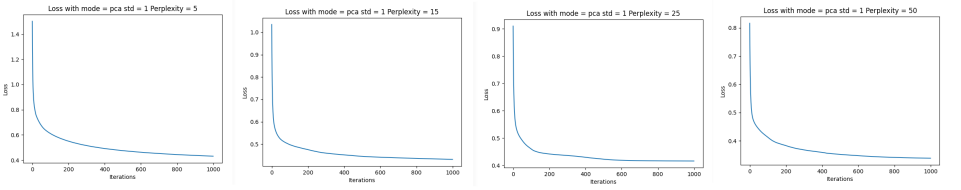 Loss with mode = pca std = 1 Perplexity = 5
1.4
1.2
1.0
0.8
0.6
0.4
Loss
0 200 400 600 800 1000
Iterations
Loss with mode = pca std = 1 Perplexity = 15
1.0
0.9
0.8
0.7
0.6
0.5
Loss
0 200 400 600 800 1000
Iterations
Loss with mode = pca std = 1 Perplexity = 25
0.9
0.8
0.7
0.6
0.5
0.4
Loss
0 200 400 600 800 1000
Iterations
Loss with mode = pca std = 1 Perplexity = 50
0.8
0.7
0.6
0.5
0.4
Loss
0 200 400 600 800 1000
Iterations